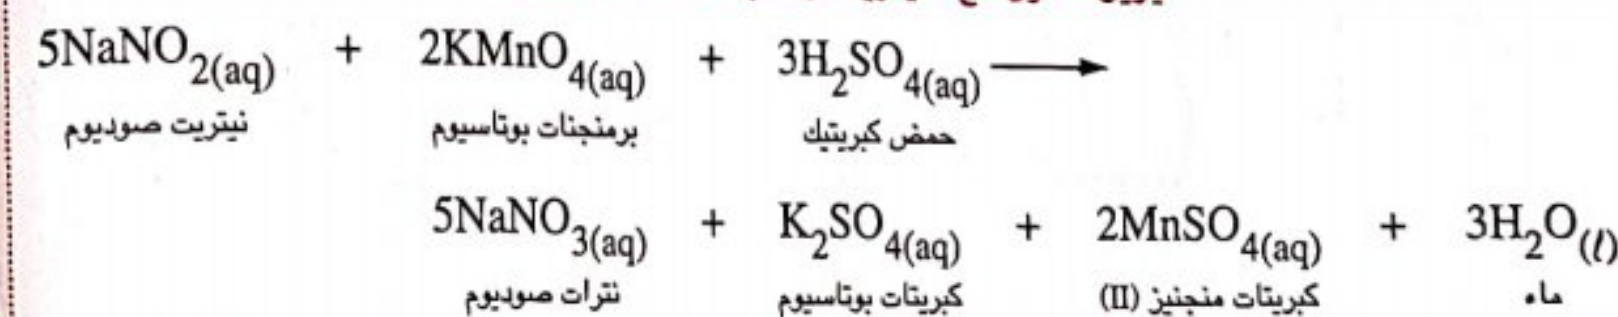 5NaNO₂(aq) + 2KMnO₄(aq) + 3H₂SO₄(aq) ⟶
نيتريت صوديوم برمنجنات بوتاسيوم حمض كبريتيك
5NaNO₃(aq) + K₂SO₄(aq) + 2MnSO₄(aq) + 3H₂O(l)
نترات صوديوم كبريتات بوتاسيوم كبريتات منجنيز (II) ماء